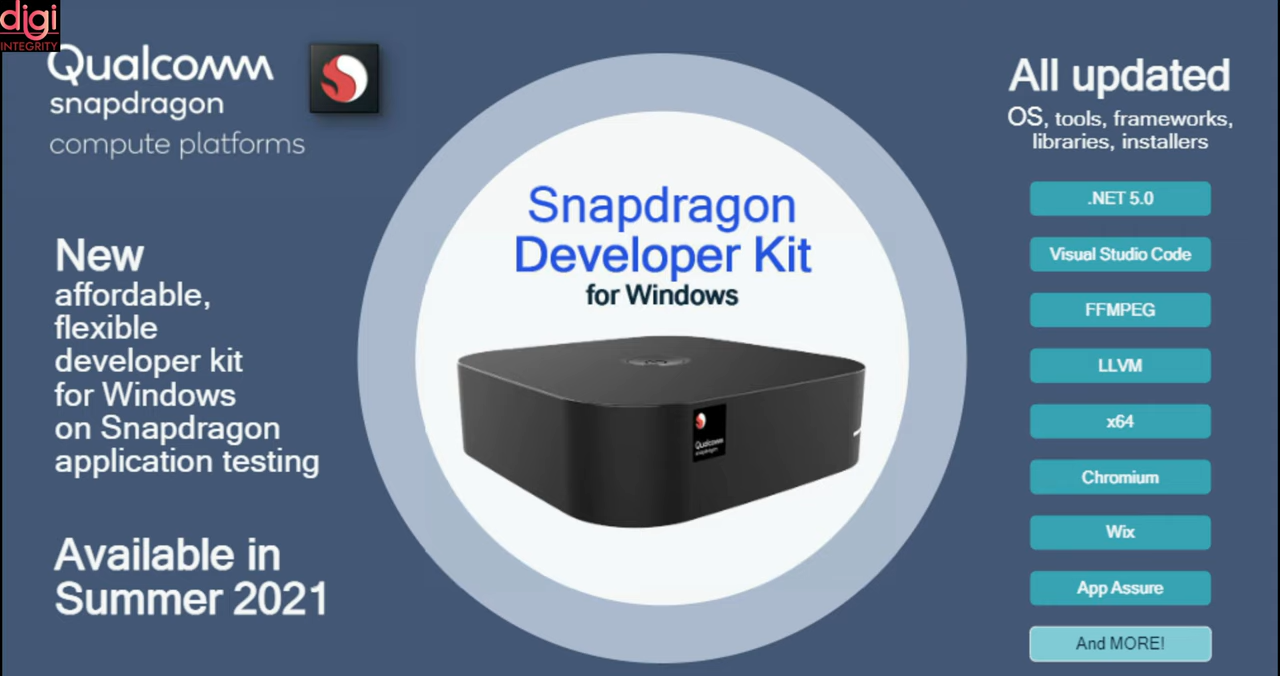 digi
INTEGRITY
Qualcomm
snapdragon
compute platforms
New
affordable,
flexible
developer kit
for Windows
on Snapdragon
application testing
Available in
Summer 2021
Snapdragon
Developer Kit
for Windows
Qualcomm
snapdragon
All updated
OS, tools, frameworks,
libraries, installers
.NET 5.0
Visual Studio Code
FFMPEG
LLVM
x64
Chromium
Wix
App Assure
And MORE!